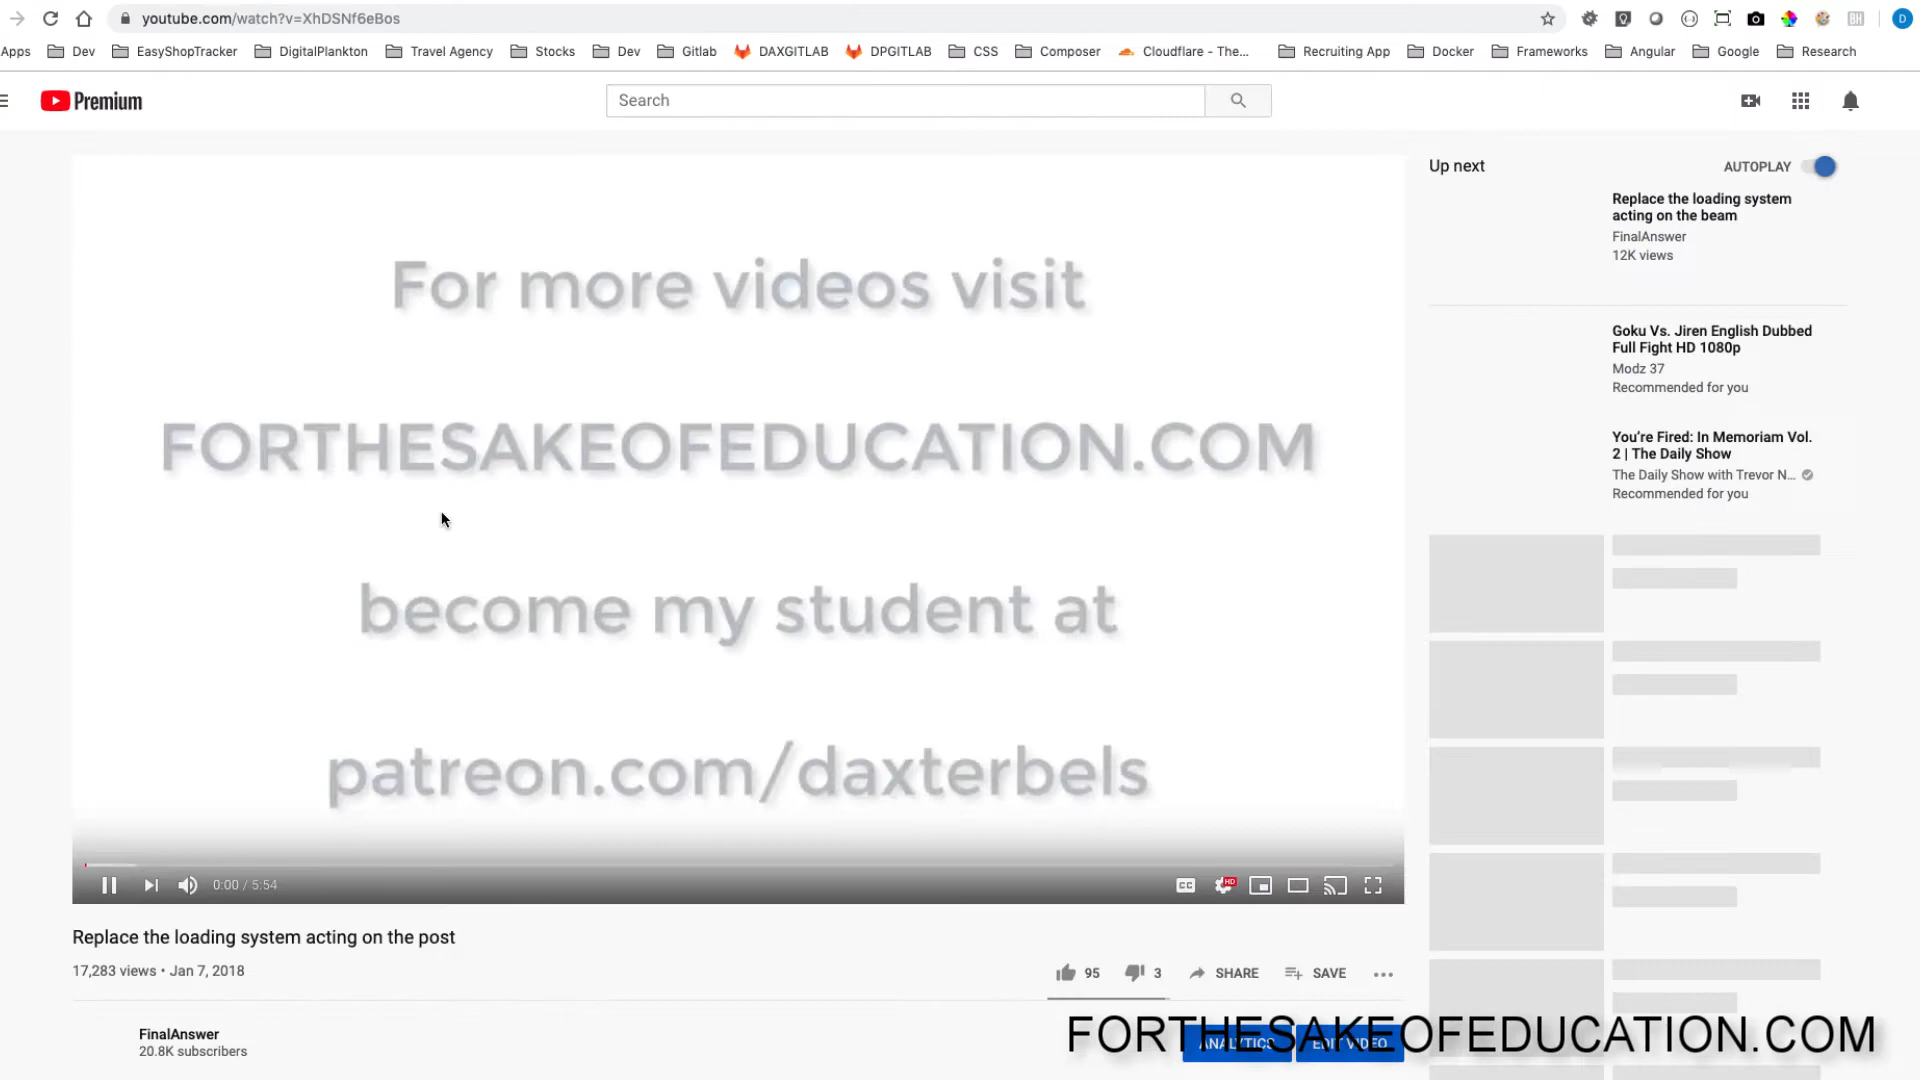 youtube.com/watch?v=XhDSNf6eBos
Apps Dev EasyShopTracker DigitalPlankton Travel Agency Stocks Dev Gitlab DAXGITLAB DPGITLAB CSS Composer Cloudflare - The... Recruiting App Docker Frameworks Angular Google Research
Premium
Search
Up next
AUTOPLAY
Replace the loading system
acting on the beam
FinalAnswer
12K views
Goku Vs. Jiren English Dubbed
Full Fight HD 1080p
Modz 37
Recommended for you
You're Fired: In Memoriam Vol.
2 | The Daily Show
The Daily Show with Trevor N...
Recommended for you
For more videos visit
FORTHESAKEOFEDUCATION.COM
become my student at
patreon.com/daxterbels
0:00 / 5:54
CC
HD
Replace the loading system acting on the post
17,283 views • Jan 7, 2018
95 3 SHARE SAVE
FinalAnswer
20.8K subscribers
ANALYTICS EDIT VIDEO
FORTHESAKEOFEDUCATION.COM
D